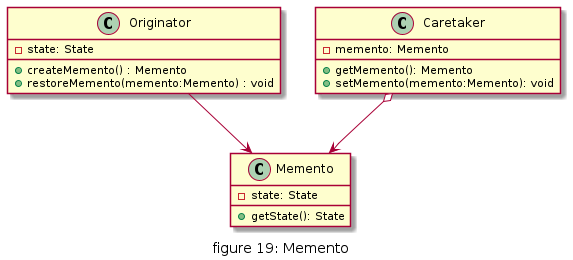 C Originator
state: State
createMemento() : Memento
restoreMemento(memento:Memento) : void
C Caretaker
memento: Memento
getMemento(): Memento
setMemento(memento:Memento): void
C Memento
state: State
getState(): State
figure 19: Memento